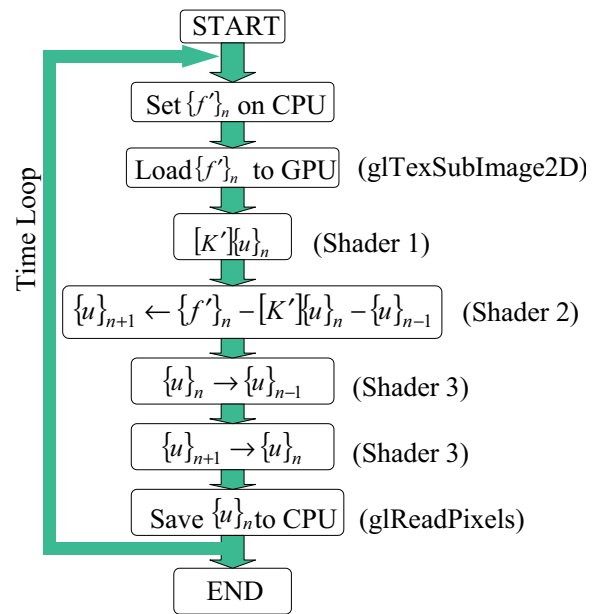 START
Set {f′}n on CPU
Load {f′}n to GPU (glTexSubImage2D)
[K′]{u}n (Shader 1)
{u}n+1 ← {f′}n − [K′]{u}n − {u}n−1 (Shader 2)
{u}n → {u}n−1 (Shader 3)
{u}n+1 → {u}n (Shader 3)
Save {u}n to CPU (glReadPixels)
END
Time Loop